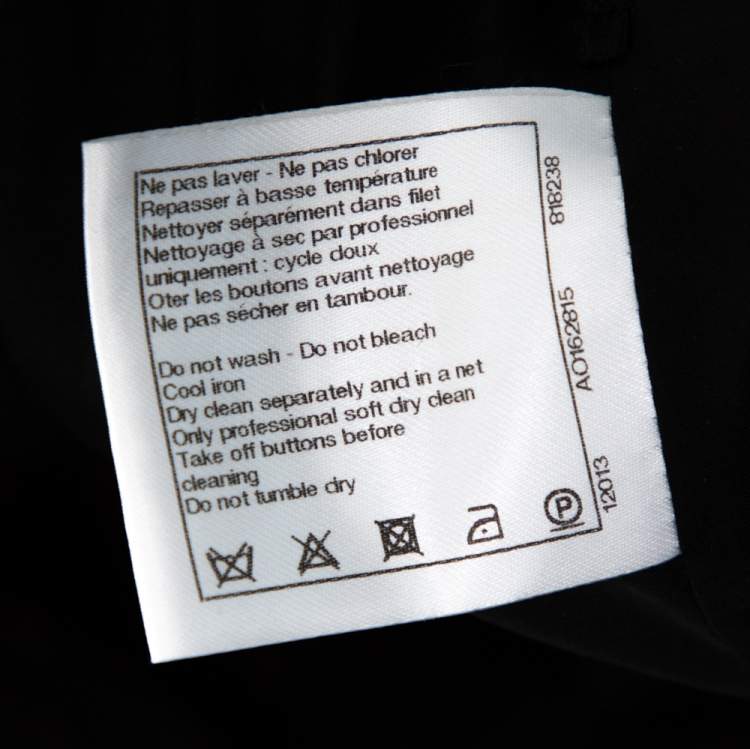 Ne pas laver - Ne pas chlorer
Repasser à basse température
Nettoyer séparément dans filet
Nettoyage à sec par professionnel
uniquement : cycle doux
Oter les boutons avant nettoyage
Ne pas sécher en tambour.
Do not wash - Do not bleach
Cool iron
Dry clean separately and in a net
Only professional soft dry clean
Take off buttons before
cleaning
Do not tumble dry
P
12013
AO162815
818238